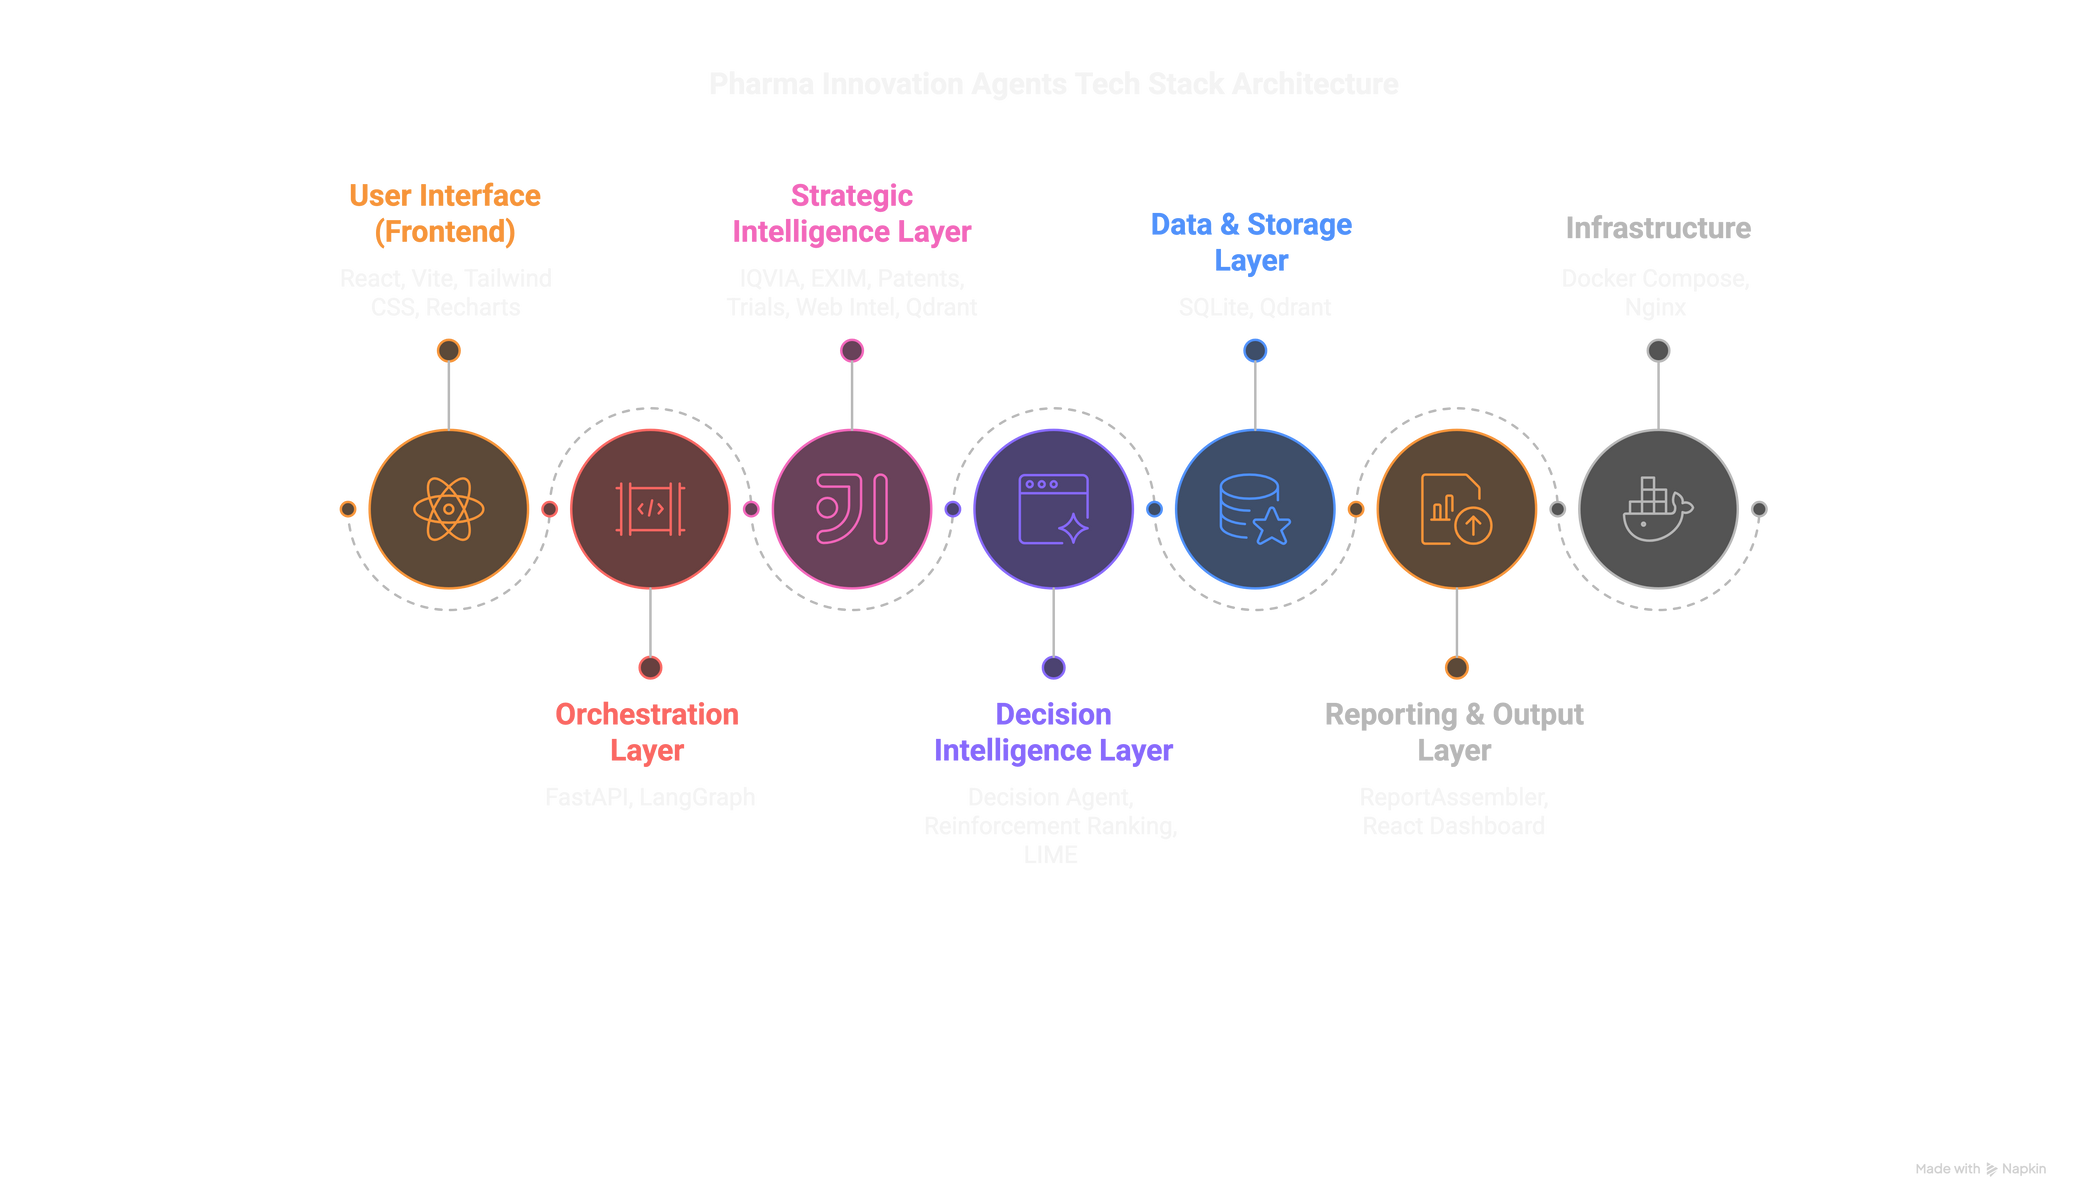 Pharma Innovation Agents Tech Stack Architecture
User Interface
(Frontend)
React, Vite, Tailwind
CSS, Recharts
Strategic
Intelligence Layer
IQVIA, EXIM, Patents,
Trials, Web Intel, Qdrant
Data & Storage
Layer
SQLite, Qdrant
Infrastructure
Docker Compose,
Nginx
Orchestration
Layer
FastAPI, LangGraph
Decision
Intelligence Layer
Decision Agent,
Reinforcement Ranking,
LIME
Reporting & Output
Layer
ReportAssembler,
React Dashboard
Made with Napkin